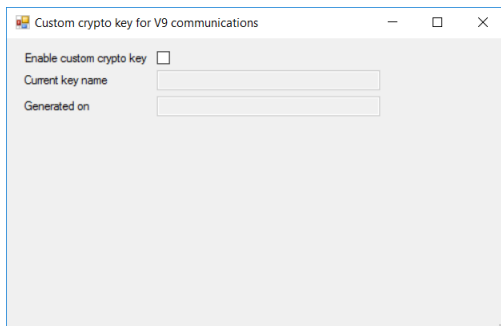 Custom crypto key for V9 communications
Enable custom crypto key
Current key name
Generated on